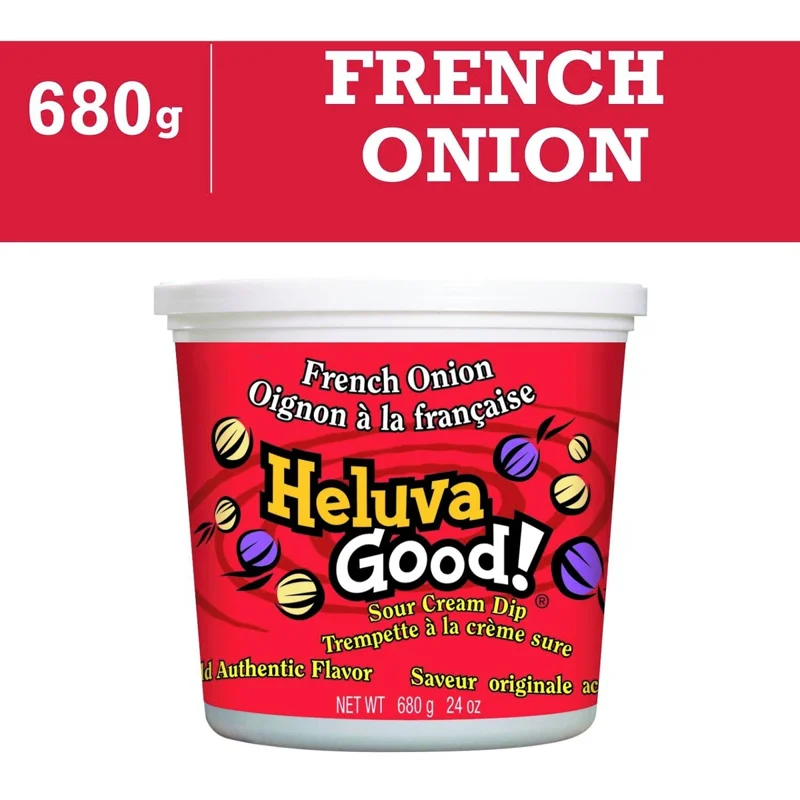 680g
FRENCH
ONION
French Onion
Oignon à la française
Heluva
Good!®
Sour Cream Dip
Trempette à la crème sure
Authentic Flavor
Saveur originale
NET WT 680 g 24 oz